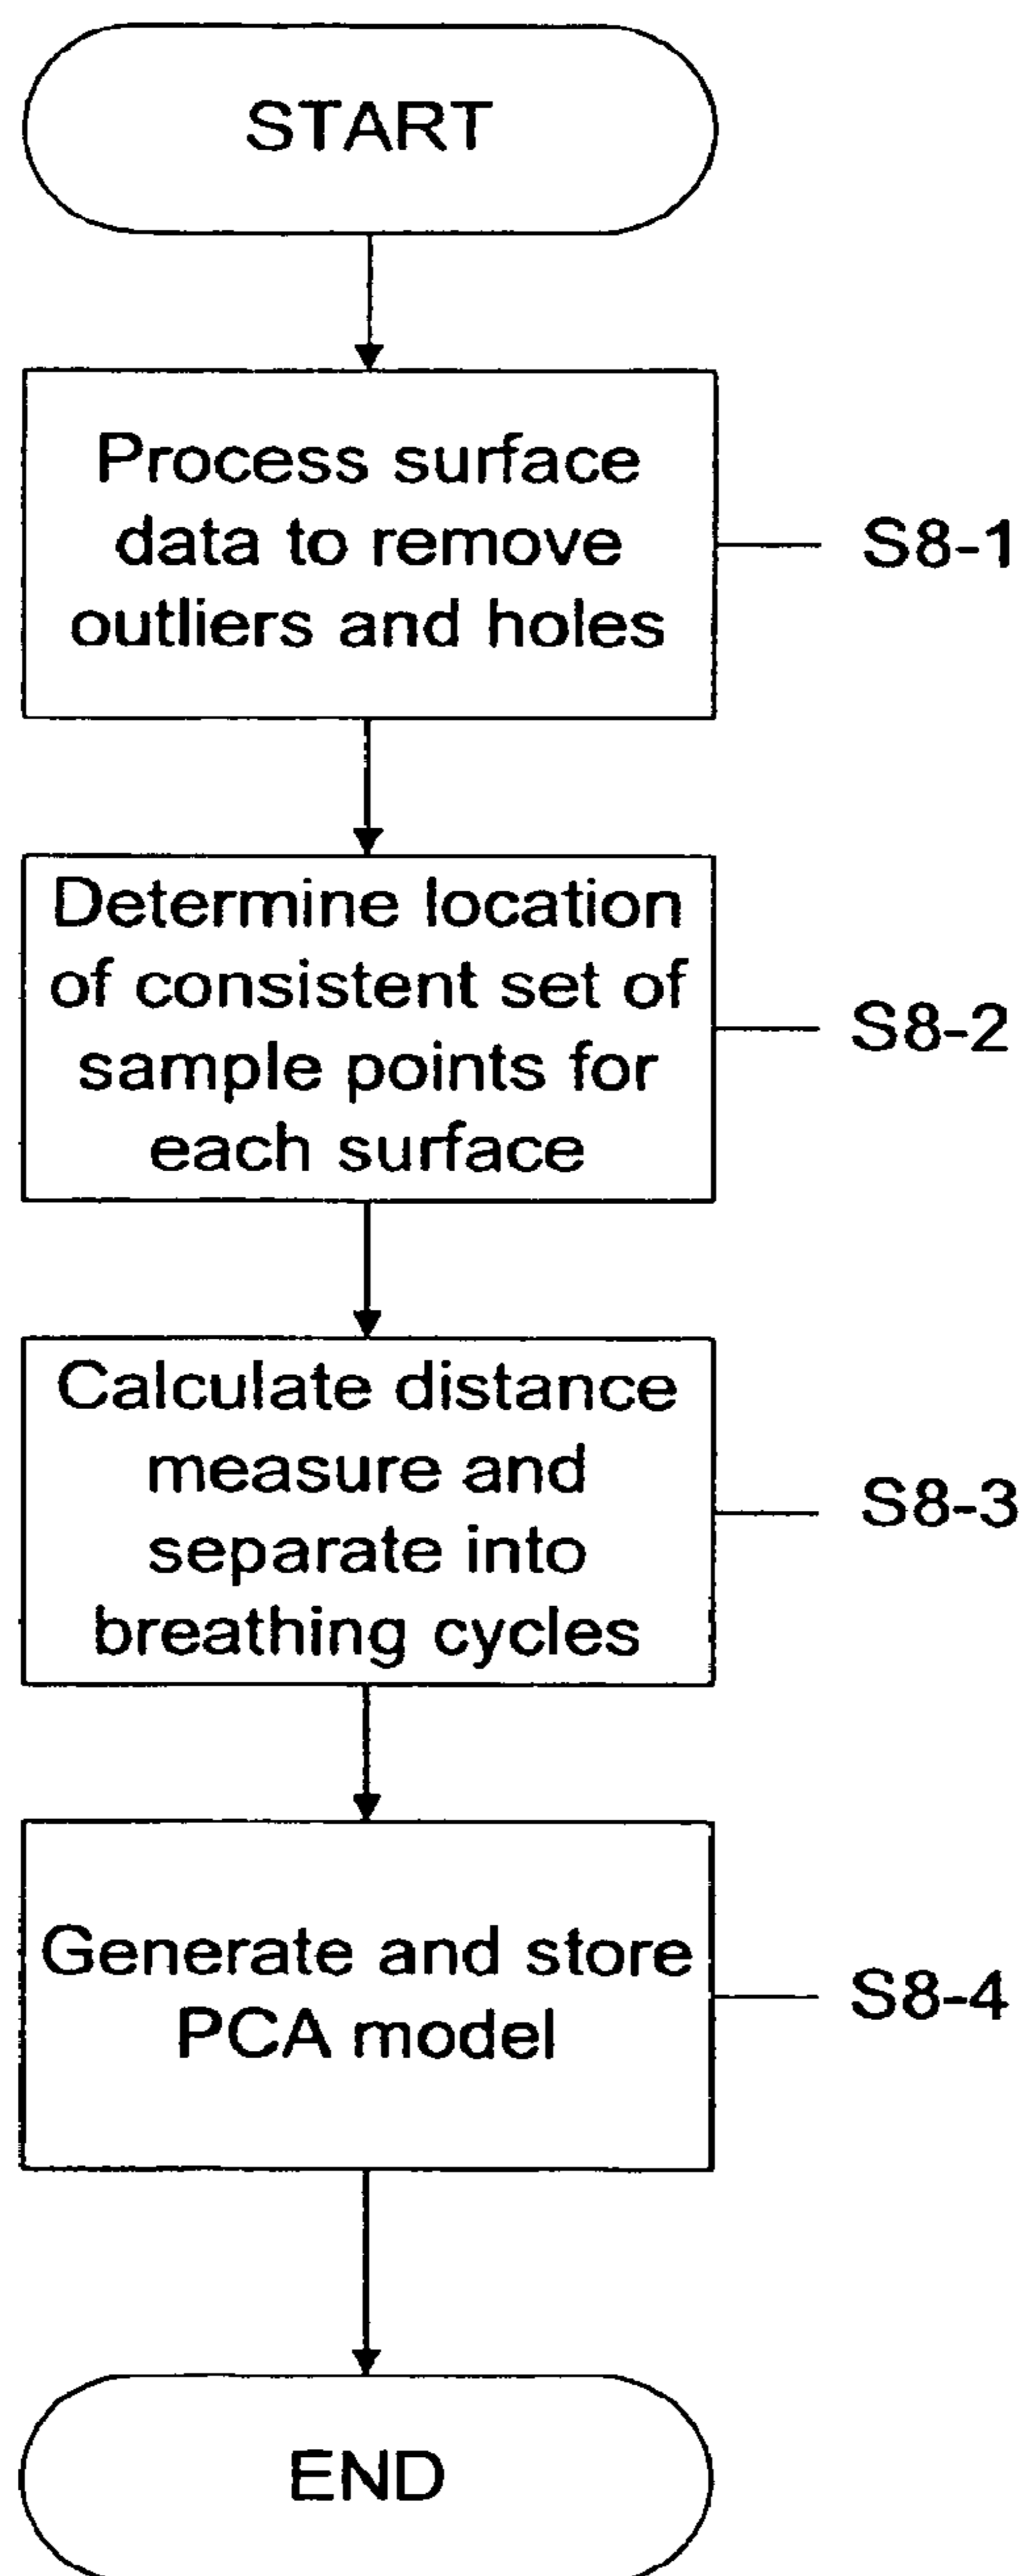 START
Process surface
data to remove
outliers and holes
S8-1
Determine location
of consistent set of
sample points for
each surface
S8-2
Calculate distance
measure and
separate into
breathing cycles
S8-3
Generate and store
PCA model
S8-4
END